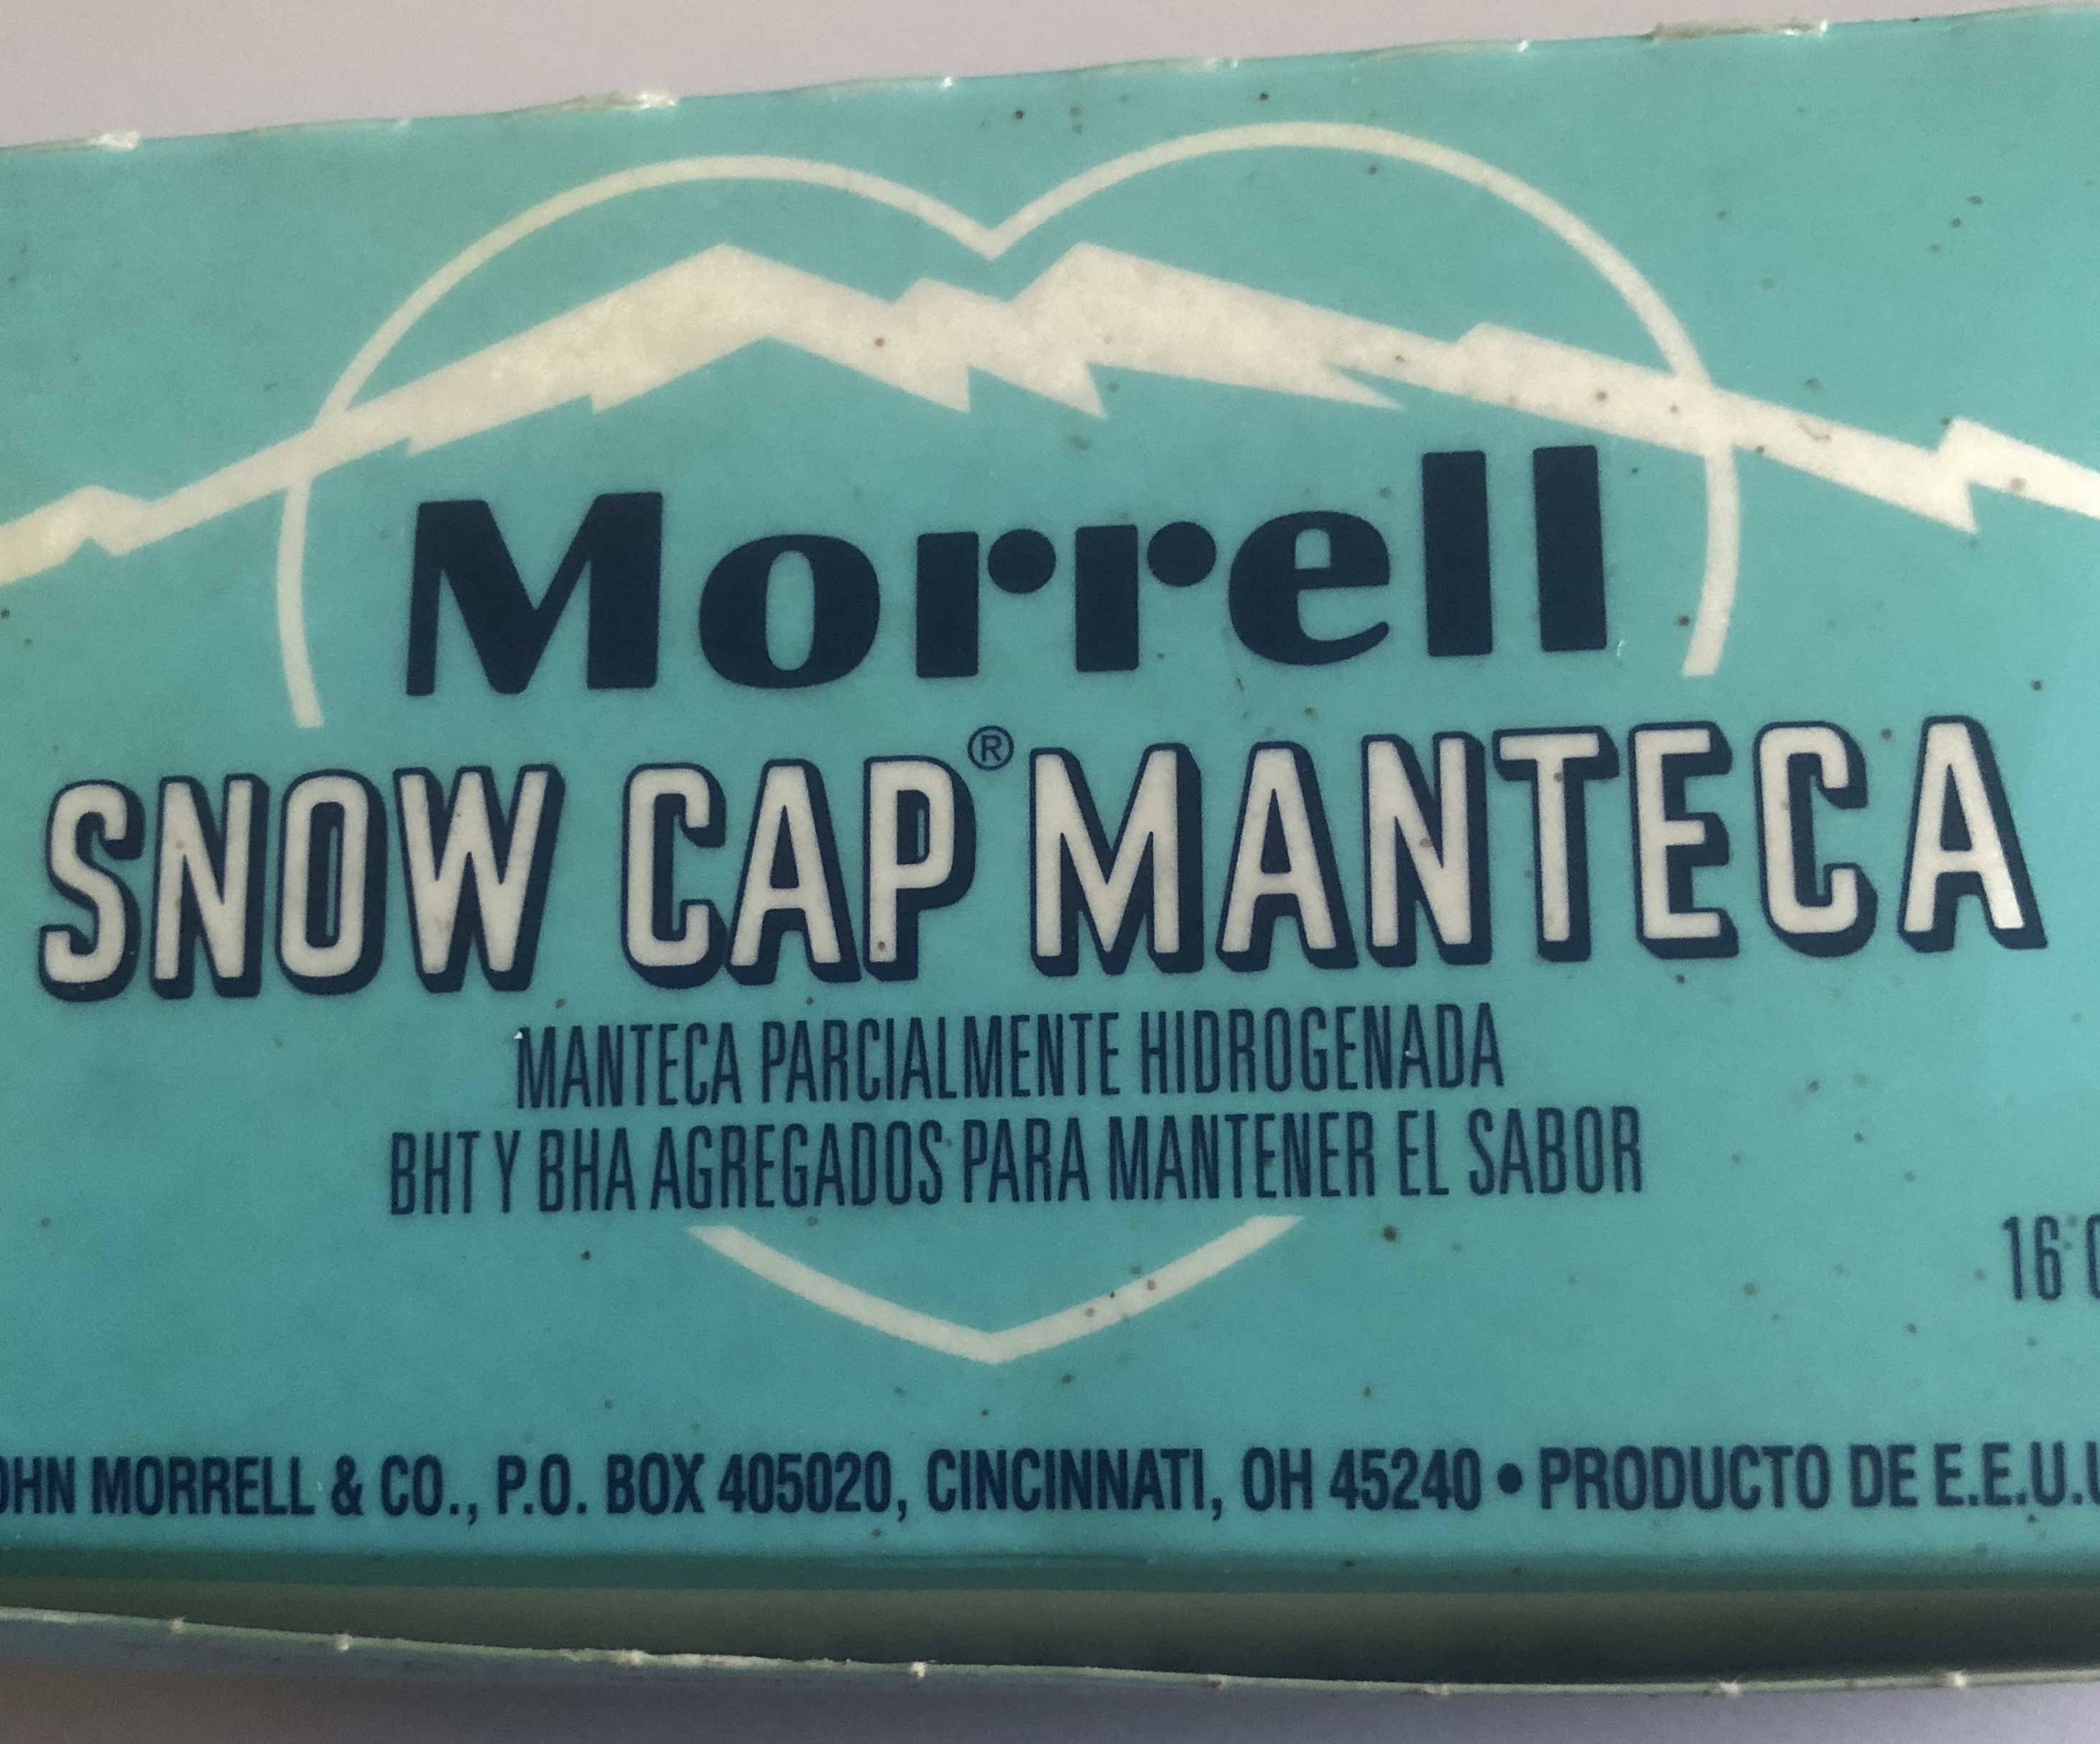 Morrell
SNOW CAP® MANTECA
MANTECA PARCIALMENTE HIDROGENADA
BHT Y BHA AGREGADOS PARA MANTENER EL SABOR
16
OHN MORRELL & CO., P.O. BOX 405020, CINCINNATI, OH 45240 • PRODUCTO DE E.E.U.U